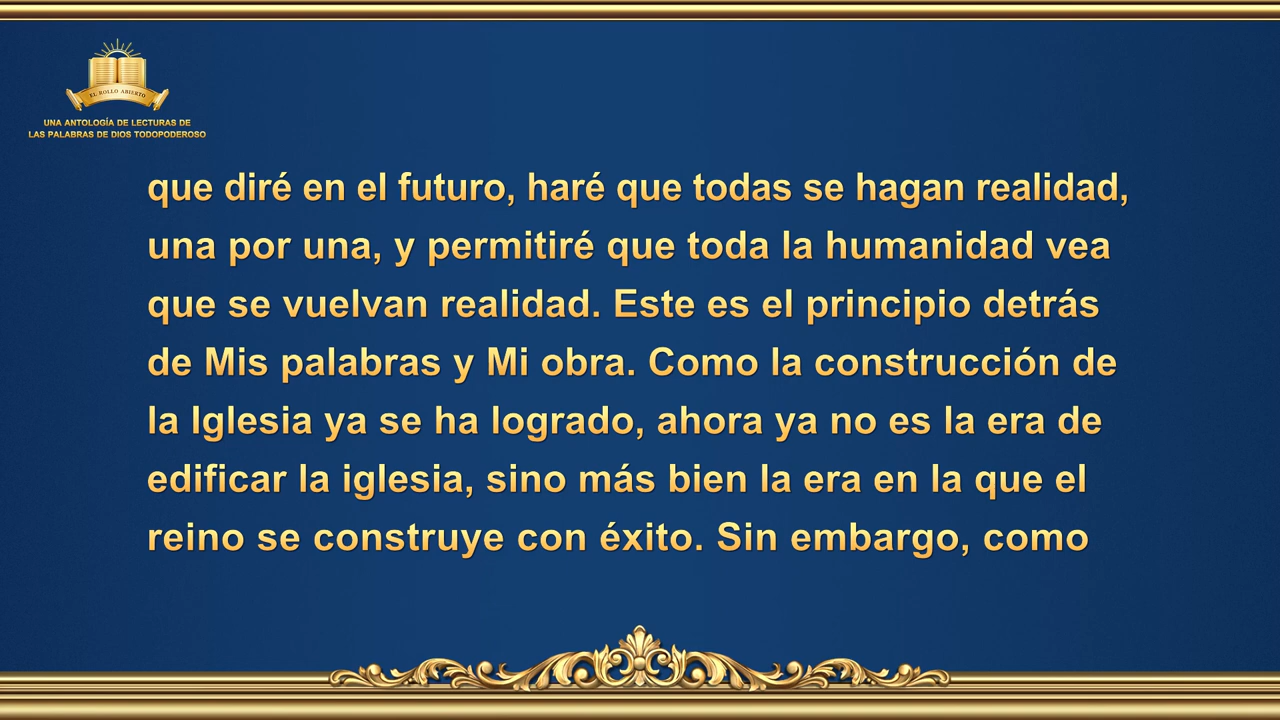 EL ROLLO ABIERTO
UNA ANTOLOGÍA DE LECTURAS DE
LAS PALABRAS DE DIOS TODOPODEROSO
que diré en el futuro, haré que todas se hagan realidad,
una por una, y permitiré que toda la humanidad vea
que se vuelvan realidad. Este es el principio detrás
de Mis palabras y Mi obra. Como la construcción de
la Iglesia ya se ha logrado, ahora ya no es la era de
edificar la iglesia, sino más bien la era en la que el
reino se construye con éxito. Sin embargo, como